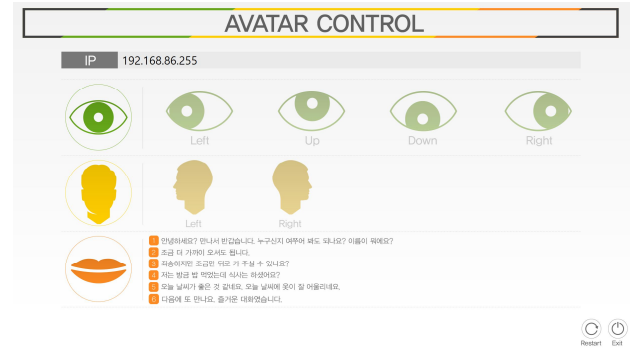 AVATAR CONTROL
IP 192.168.86.255
Left Up Down Right
Left Right
1 안녕하세요? 만나서 반갑습니다. 누구신지 여쭈어 봐도 되나요? 이름이 뭐에요?
2 조금 더 가까이 오셔도 됩니다.
3 죄송하지만 조금만 뒤로 가 주실 수 있나요?
4 저는 방금 밥 먹었는데 식사는 하셨어요?
5 오늘 날씨가 좋은 것 같네요. 오늘 날씨에 옷이 잘 어울리네요.
6 다음에 또 만나요. 즐거운 대화였습니다.
Restart Exit